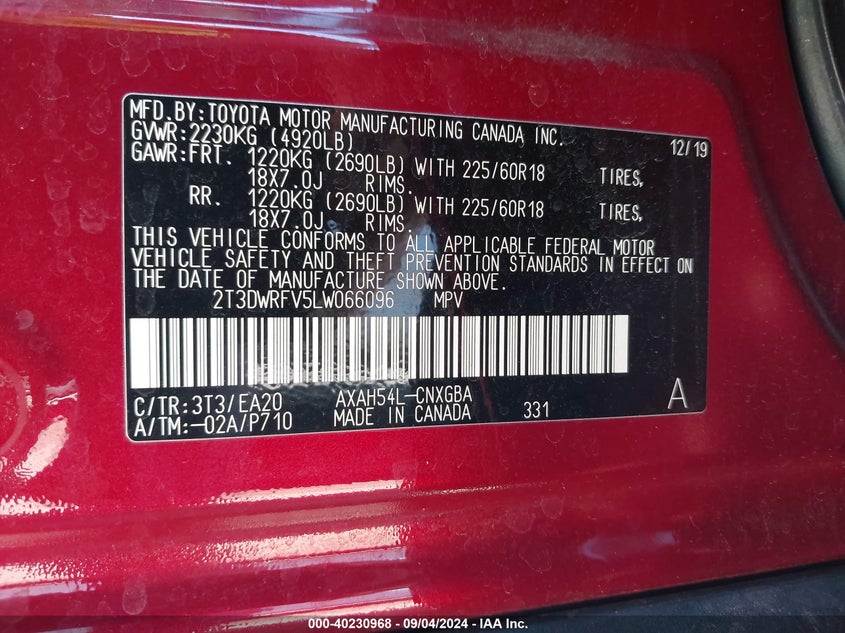 MFD.BY:TOYOTA MOTOR MANUFACTURING CANADA INC.
GVWR:2230KG (4920LB) 12/19
GAWR:FRT. 1220KG (2690LB) WITH 225/60R18 TIRES,
18X7.0J RIMS.
RR. 1220KG (2690LB) WITH 225/60R18 TIRES,
18X7.0J RIMS.
THIS VEHICLE CONFORMS TO ALL APPLICABLE FEDERAL MOTOR
VEHICLE SAFETY AND THEFT PREVENTION STANDARDS IN EFFECT ON
THE DATE OF MANUFACTURE SHOWN ABOVE.
2T3DWRFV5LW066096 MPV
C/TR:3T3/EA20 AXAH54L-CNXGBA
A/TM:-02A/P710 MADE IN CANADA 331 A
000-40230968 - 09/04/2024 - IAA Inc.